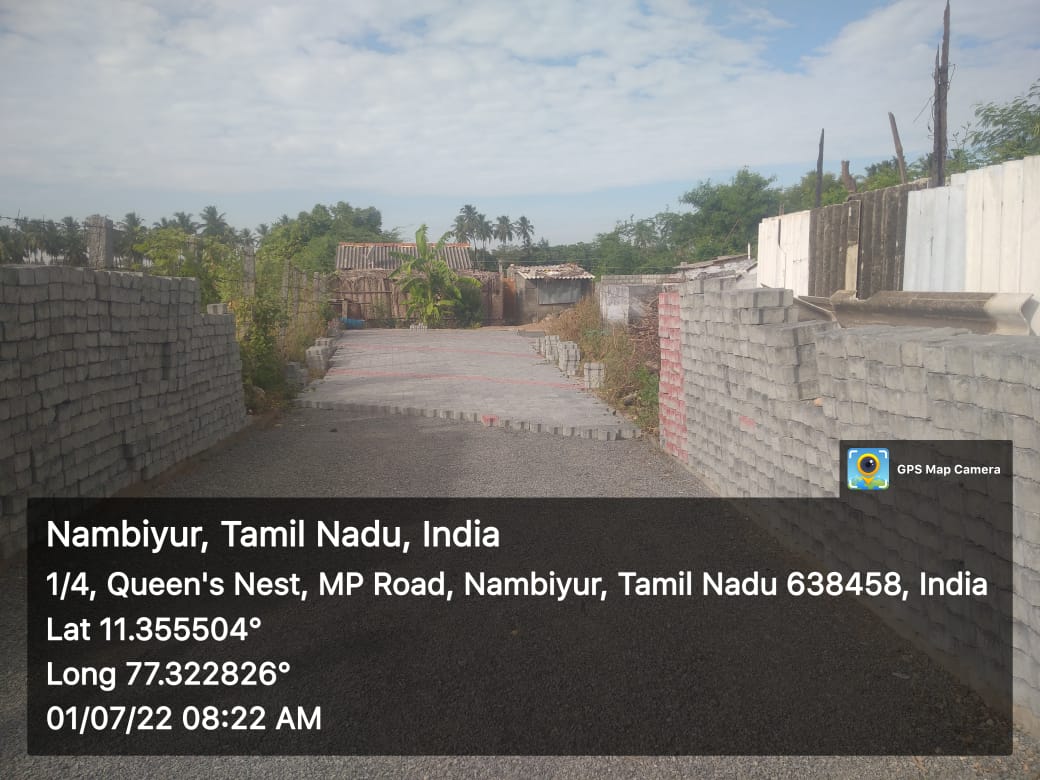 GPS Map Camera
Nambiyur, Tamil Nadu, India
1/4, Queen's Nest, MP Road, Nambiyur, Tamil Nadu 638458, India
Lat 11.355504°
Long 77.322826°
01/07/22 08:22 AM